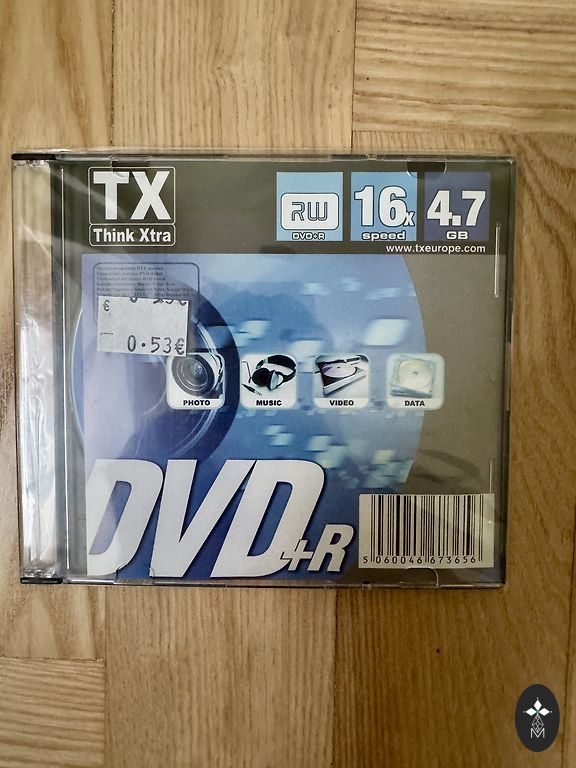 TX
Think Xtra
RW
DVD+R
16x
speed
4.7
GB
www.txeurope.com
€
0.53€
PHOTO
MUSIC
VIDEO
DATA
DVD+R
5 060046 673656
M